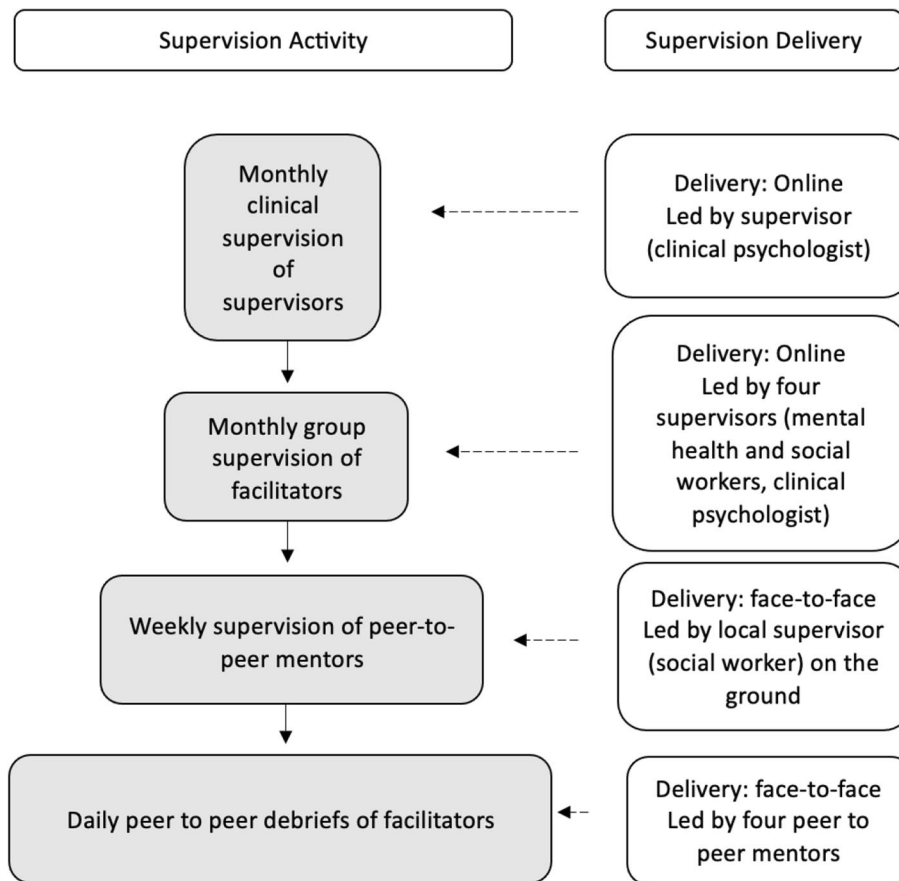 Supervision Activity
Supervision Delivery
Monthly
clinical
supervision
of
supervisors
Delivery: Online
Led by supervisor
(clinical psychologist)
Monthly group
supervision of
facilitators
Delivery: Online
Led by four
supervisors (mental
health and social
workers, clinical
psychologist)
Weekly supervision of peer-to-
peer mentors
Delivery: face-to-face
Led by local supervisor
(social worker) on the
ground
Daily peer to peer debriefs of facilitators
Delivery: face-to-face
Led by four peer to
peer mentors